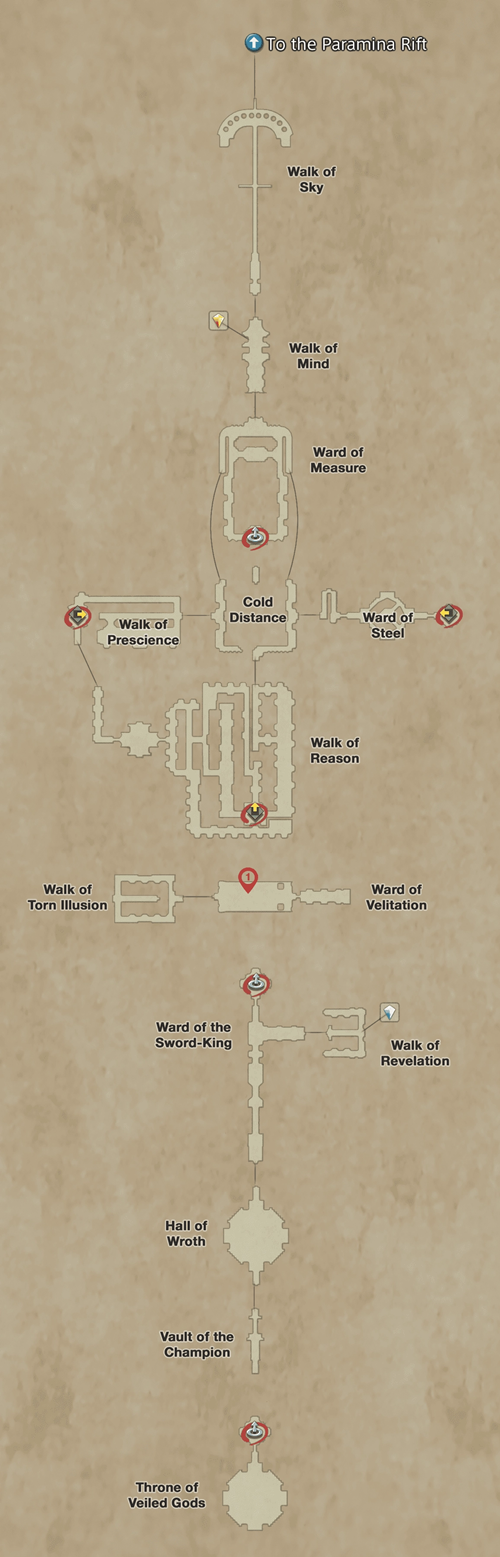 To the Paramina Rift
Walk of
Sky
Walk of
Mind
Ward of
Measure
Cold
Distance
Walk of
Prescience
Ward of
Steel
Walk of
Reason
1
Walk of
Torn Illusion
Ward of
Velitation
Ward of the
Sword-King
Walk of
Revelation
Hall of
Wroth
Vault of the
Champion
Throne of
Veiled Gods